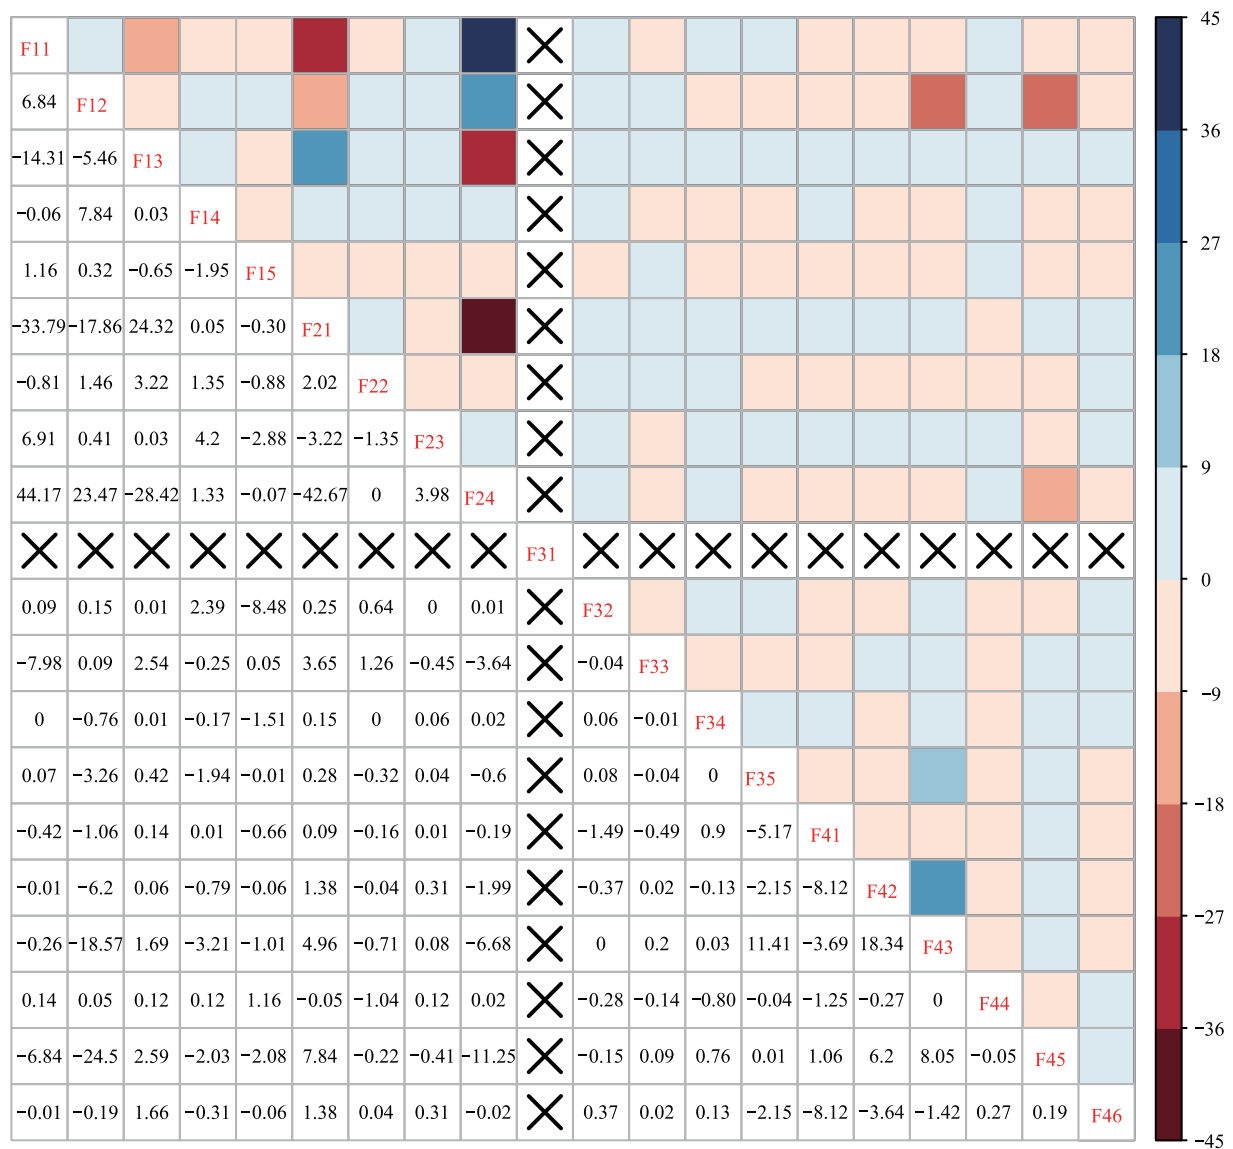 F11
6.84 F12
−14.31 −5.46 F13
−0.06 7.84 0.03 F14
1.16 0.32 −0.65 −1.95 F15
−33.79 −17.86 24.32 0.05 −0.30 F21
−0.81 1.46 3.22 1.35 −0.88 2.02 F22
6.91 0.41 0.03 4.2 −2.88 −3.22 −1.35 F23
44.17 23.47 −28.42 1.33 −0.07 −42.67 0 3.98 F24
F31
0.09 0.15 0.01 2.39 −8.48 0.25 0.64 0 0.01 F32
−7.98 0.09 2.54 −0.25 0.05 3.65 1.26 −0.45 −3.64 −0.04 F33
0 −0.76 0.01 −0.17 −1.51 0.15 0 0.06 0.02 0.06 −0.01 F34
0.07 −3.26 0.42 −1.94 −0.01 0.28 −0.32 0.04 −0.6 0.08 −0.04 0 F35
−0.42 −1.06 0.14 0.01 −0.66 0.09 −0.16 0.01 −0.19 −1.49 −0.49 0.9 −5.17 F41
−0.01 −6.2 0.06 −0.79 −0.06 1.38 −0.04 0.31 −1.99 −0.37 0.02 −0.13 −2.15 −8.12 F42
−0.26 −18.57 1.69 −3.21 −1.01 4.96 −0.71 0.08 −6.68 0 0.2 0.03 11.41 −3.69 18.34 F43
0.14 0.05 0.12 0.12 1.16 −0.05 −1.04 0.12 0.02 −0.28 −0.14 −0.80 −0.04 −1.25 −0.27 0 F44
−6.84 −24.5 2.59 −2.03 −2.08 7.84 −0.22 −0.41 −11.25 −0.15 0.09 0.76 0.01 1.06 6.2 8.05 −0.05 F45
−0.01 −0.19 1.66 −0.31 −0.06 1.38 0.04 0.31 −0.02 0.37 0.02 0.13 −2.15 −8.12 −3.64 −1.42 0.27 0.19 F46
45
36
27
18
9
0
−9
−18
−27
−36
−45